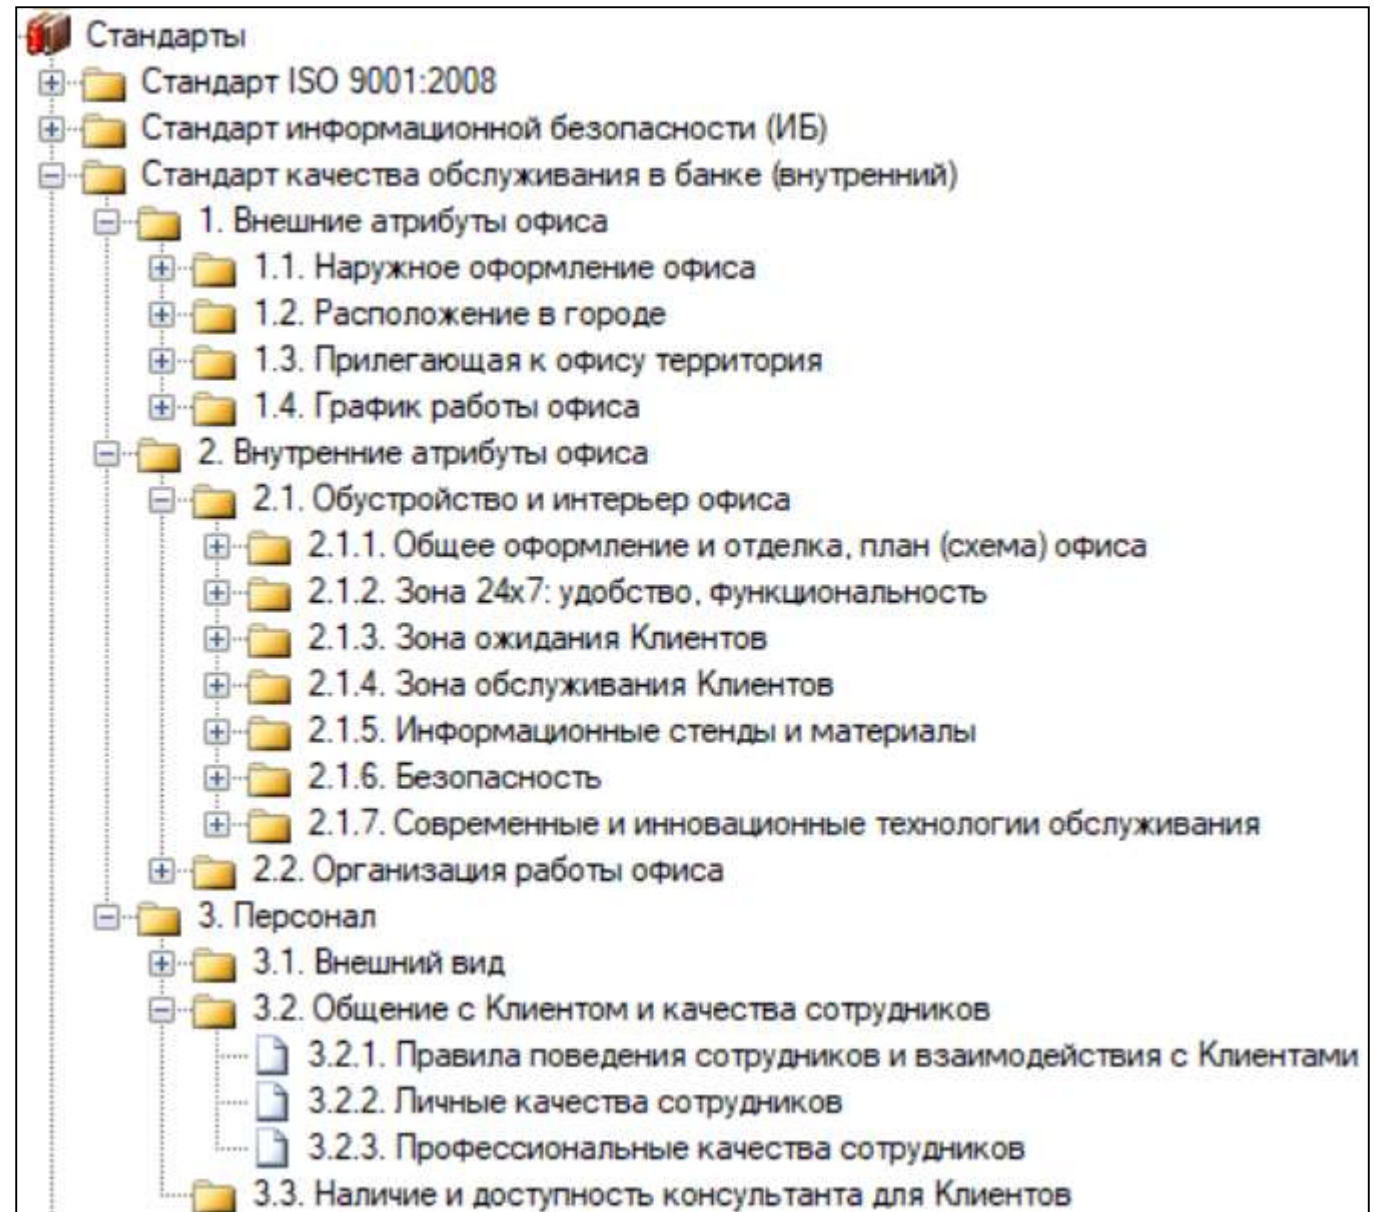 Стандарты
Стандарт ISO 9001:2008
Стандарт информационной безопасности (ИБ)
Стандарт качества обслуживания в банке (внутренний)
1. Внешние атрибуты офиса
1.1. Наружное оформление офиса
1.2. Расположение в городе
1.3. Прилегающая к офису территория
1.4. График работы офиса
2. Внутренние атрибуты офиса
2.1. Обустройство и интерьер офиса
2.1.1. Общее оформление и отделка, план (схема) офиса
2.1.2. Зона 24х7: удобство, функциональность
2.1.3. Зона ожидания Клиентов
2.1.4. Зона обслуживания Клиентов
2.1.5. Информационные стенды и материалы
2.1.6. Безопасность
2.1.7. Современные и инновационные технологии обслуживания
2.2. Организация работы офиса
3. Персонал
3.1. Внешний вид
3.2. Общение с Клиентом и качества сотрудников
3.2.1. Правила поведения сотрудников и взаимодействия с Клиентами
3.2.2. Личные качества сотрудников
3.2.3. Профессиональные качества сотрудников
3.3. Наличие и доступность консультанта для Клиентов